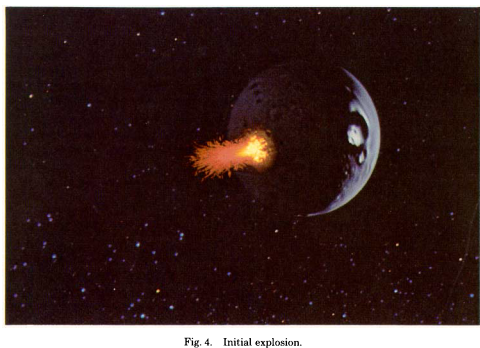 Fig. 4. Initial explosion.